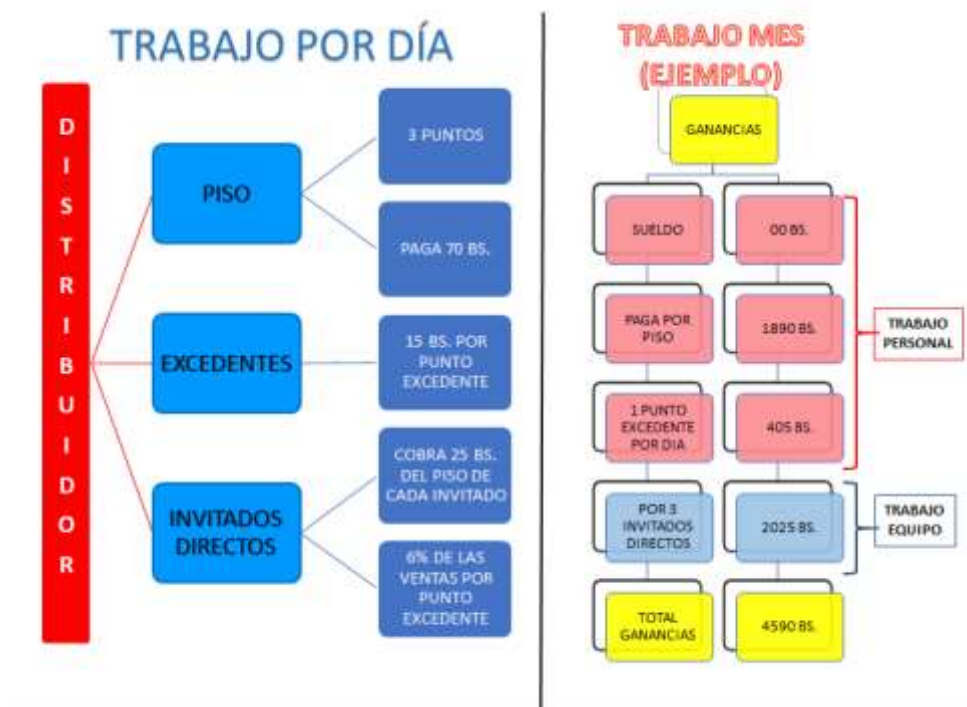 TRABAJO POR DÍA
D
I
S
T
R
I
B
U
I
D
O
R
PISO
3 PUNTOS
PAGA 70 BS.
EXCEDENTES
15 BS. POR
PUNTO
EXCEDENTE
INVITADOS
DIRECTOS
COBRA 25 BS.
DEL PISO DE
CADA INVITADO
6% DE LAS
VENTAS POR
PUNTO
EXCEDENTE
TRABAJO MES
(EJEMPLO)
GANANCIAS
SUELDO
00 BS.
PAGA POR
PISO
1890 BS.
1 PUNTO
EXCEDENTE
POR DIA
405 BS.
TRABAJO
PERSONAL
POR 3
INVITADOS
DIRECTOS
2025 BS.
TRABAJO
EQUIPO
TOTAL
GANANCIAS
4590 BS.